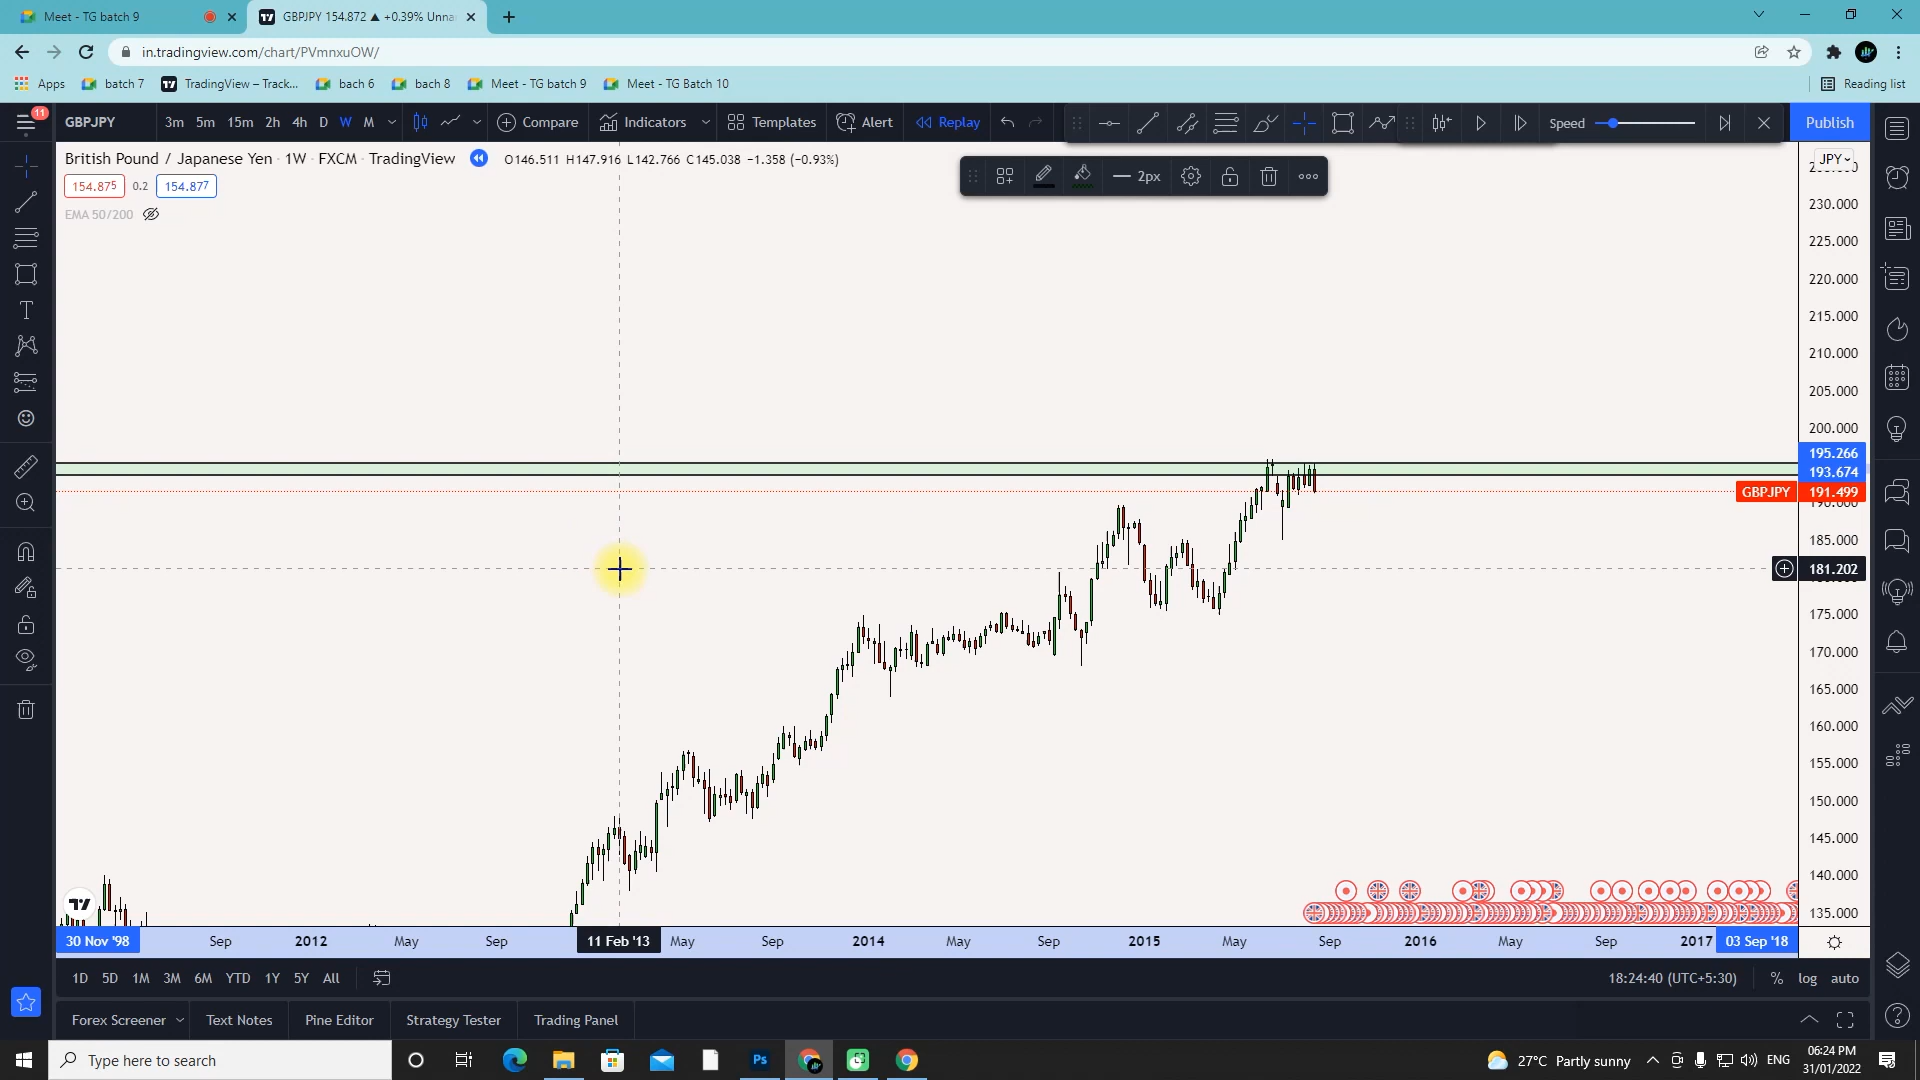 Meet - TG batch 9
GBPJPY 154.872 ▲ +0.39% Unna
in.tradingview.com/chart/PVmnxuOW/
Apps
batch 7
TradingView – Track...
bach 6
bach 8
Meet - TG batch 9
Meet - TG Batch 10
Reading list
11
GBPJPY
3m 5m 15m 2h 4h D W M
Compare
Indicators
Templates
Alert
Replay
Speed
Publish
British Pound / Japanese Yen · 1W · FXCM · TradingView
O146.511 H147.916 L142.766 C145.038 −1.358 (−0.93%)
JPY
154.875
0.2
154.877
2px
EMA 50/200
230.000
225.000
220.000
215.000
210.000
205.000
200.000
195.266
193.674
GBPJPY 191.499
190.000
185.000
181.202
175.000
170.000
165.000
160.000
155.000
150.000
145.000
140.000
135.000
30 Nov '98
Sep
2012
May
Sep
11 Feb '13
May
Sep
2014
May
Sep
2015
May
Sep
2016
May
Sep
2017
03 Sep '18
1D 5D 1M 3M 6M YTD 1Y 5Y All
18:24:40 (UTC+5:30)
% log auto
Forex Screener
Text Notes
Pine Editor
Strategy Tester
Trading Panel
Type here to search
Ps
27°C Partly sunny
ENG
06:24 PM
31/01/2022